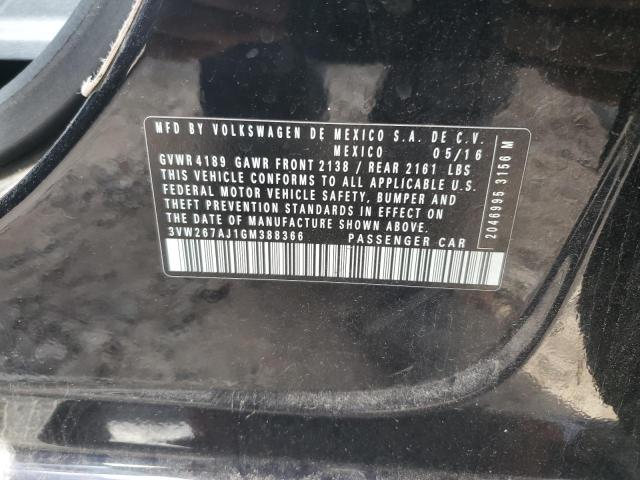 MFD BY VOLKSWAGEN DE MEXICO S.A. DE C.V.
MEXICO 05/16
GVWR 4189 GAWR FRONT 2138 / REAR 2161 LBS
THIS VEHICLE CONFORMS TO ALL APPLICABLE U.S.
FEDERAL MOTOR VEHICLE SAFETY, BUMPER AND
THEFT PREVENTION STANDARDS IN EFFECT ON
DATE OF MANUFACTURE SHOWN ABOVE.
3VW267AJ1GM388366 PASSENGER CAR
2046995 3156 M